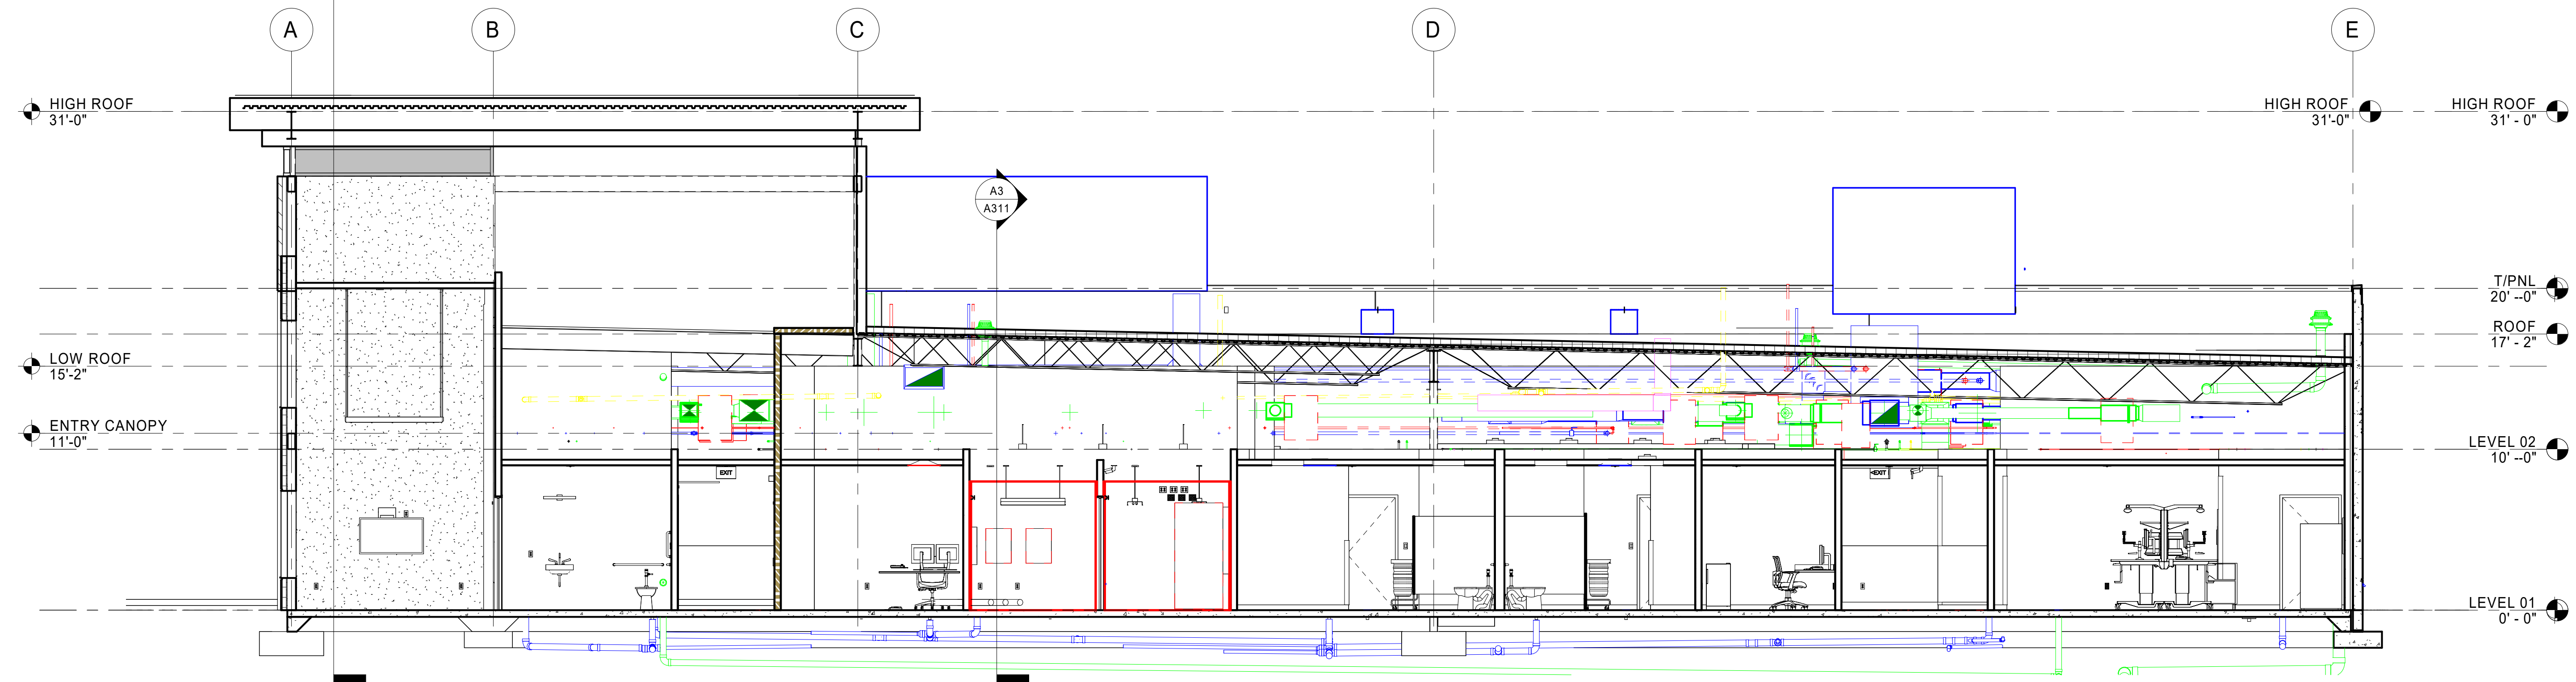 A
B
C
D
E
HIGH ROOF
31'-0"
HIGH ROOF
31'-0"
HIGH ROOF
31' - 0"
A3
A311
T/PNL
20' --0"
ROOF
17' - 2"
LOW ROOF
15'-2"
ENTRY CANOPY
11'-0"
LEVEL 02
10' --0"
EXIT
EXIT
LEVEL 01
0' - 0"